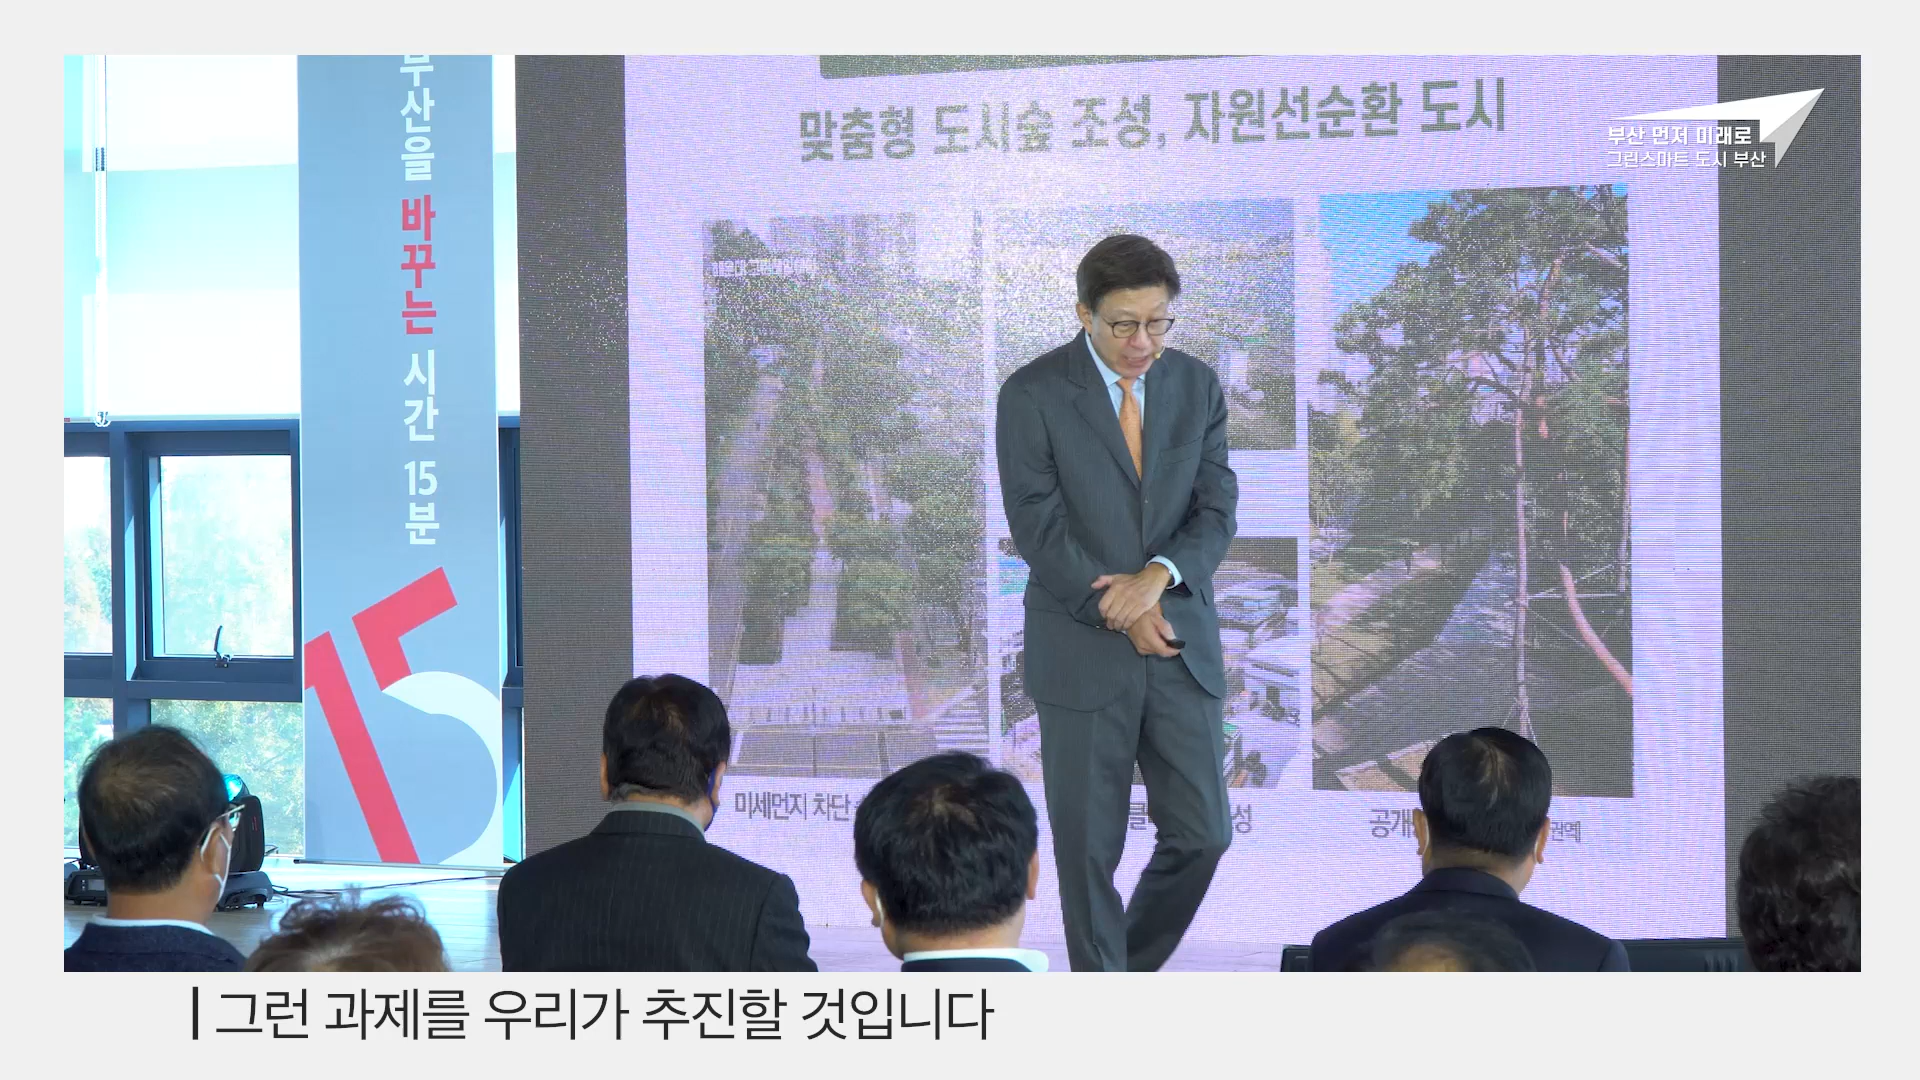 부산을 바꾸는 시간 15분
15
맞춤형 도시숲 조성, 자원선순환 도시
부산 먼저 미래로
그린스마트 도시 부산
미세먼지 차단
성
공개
그런 과제를 우리가 추진할 것입니다